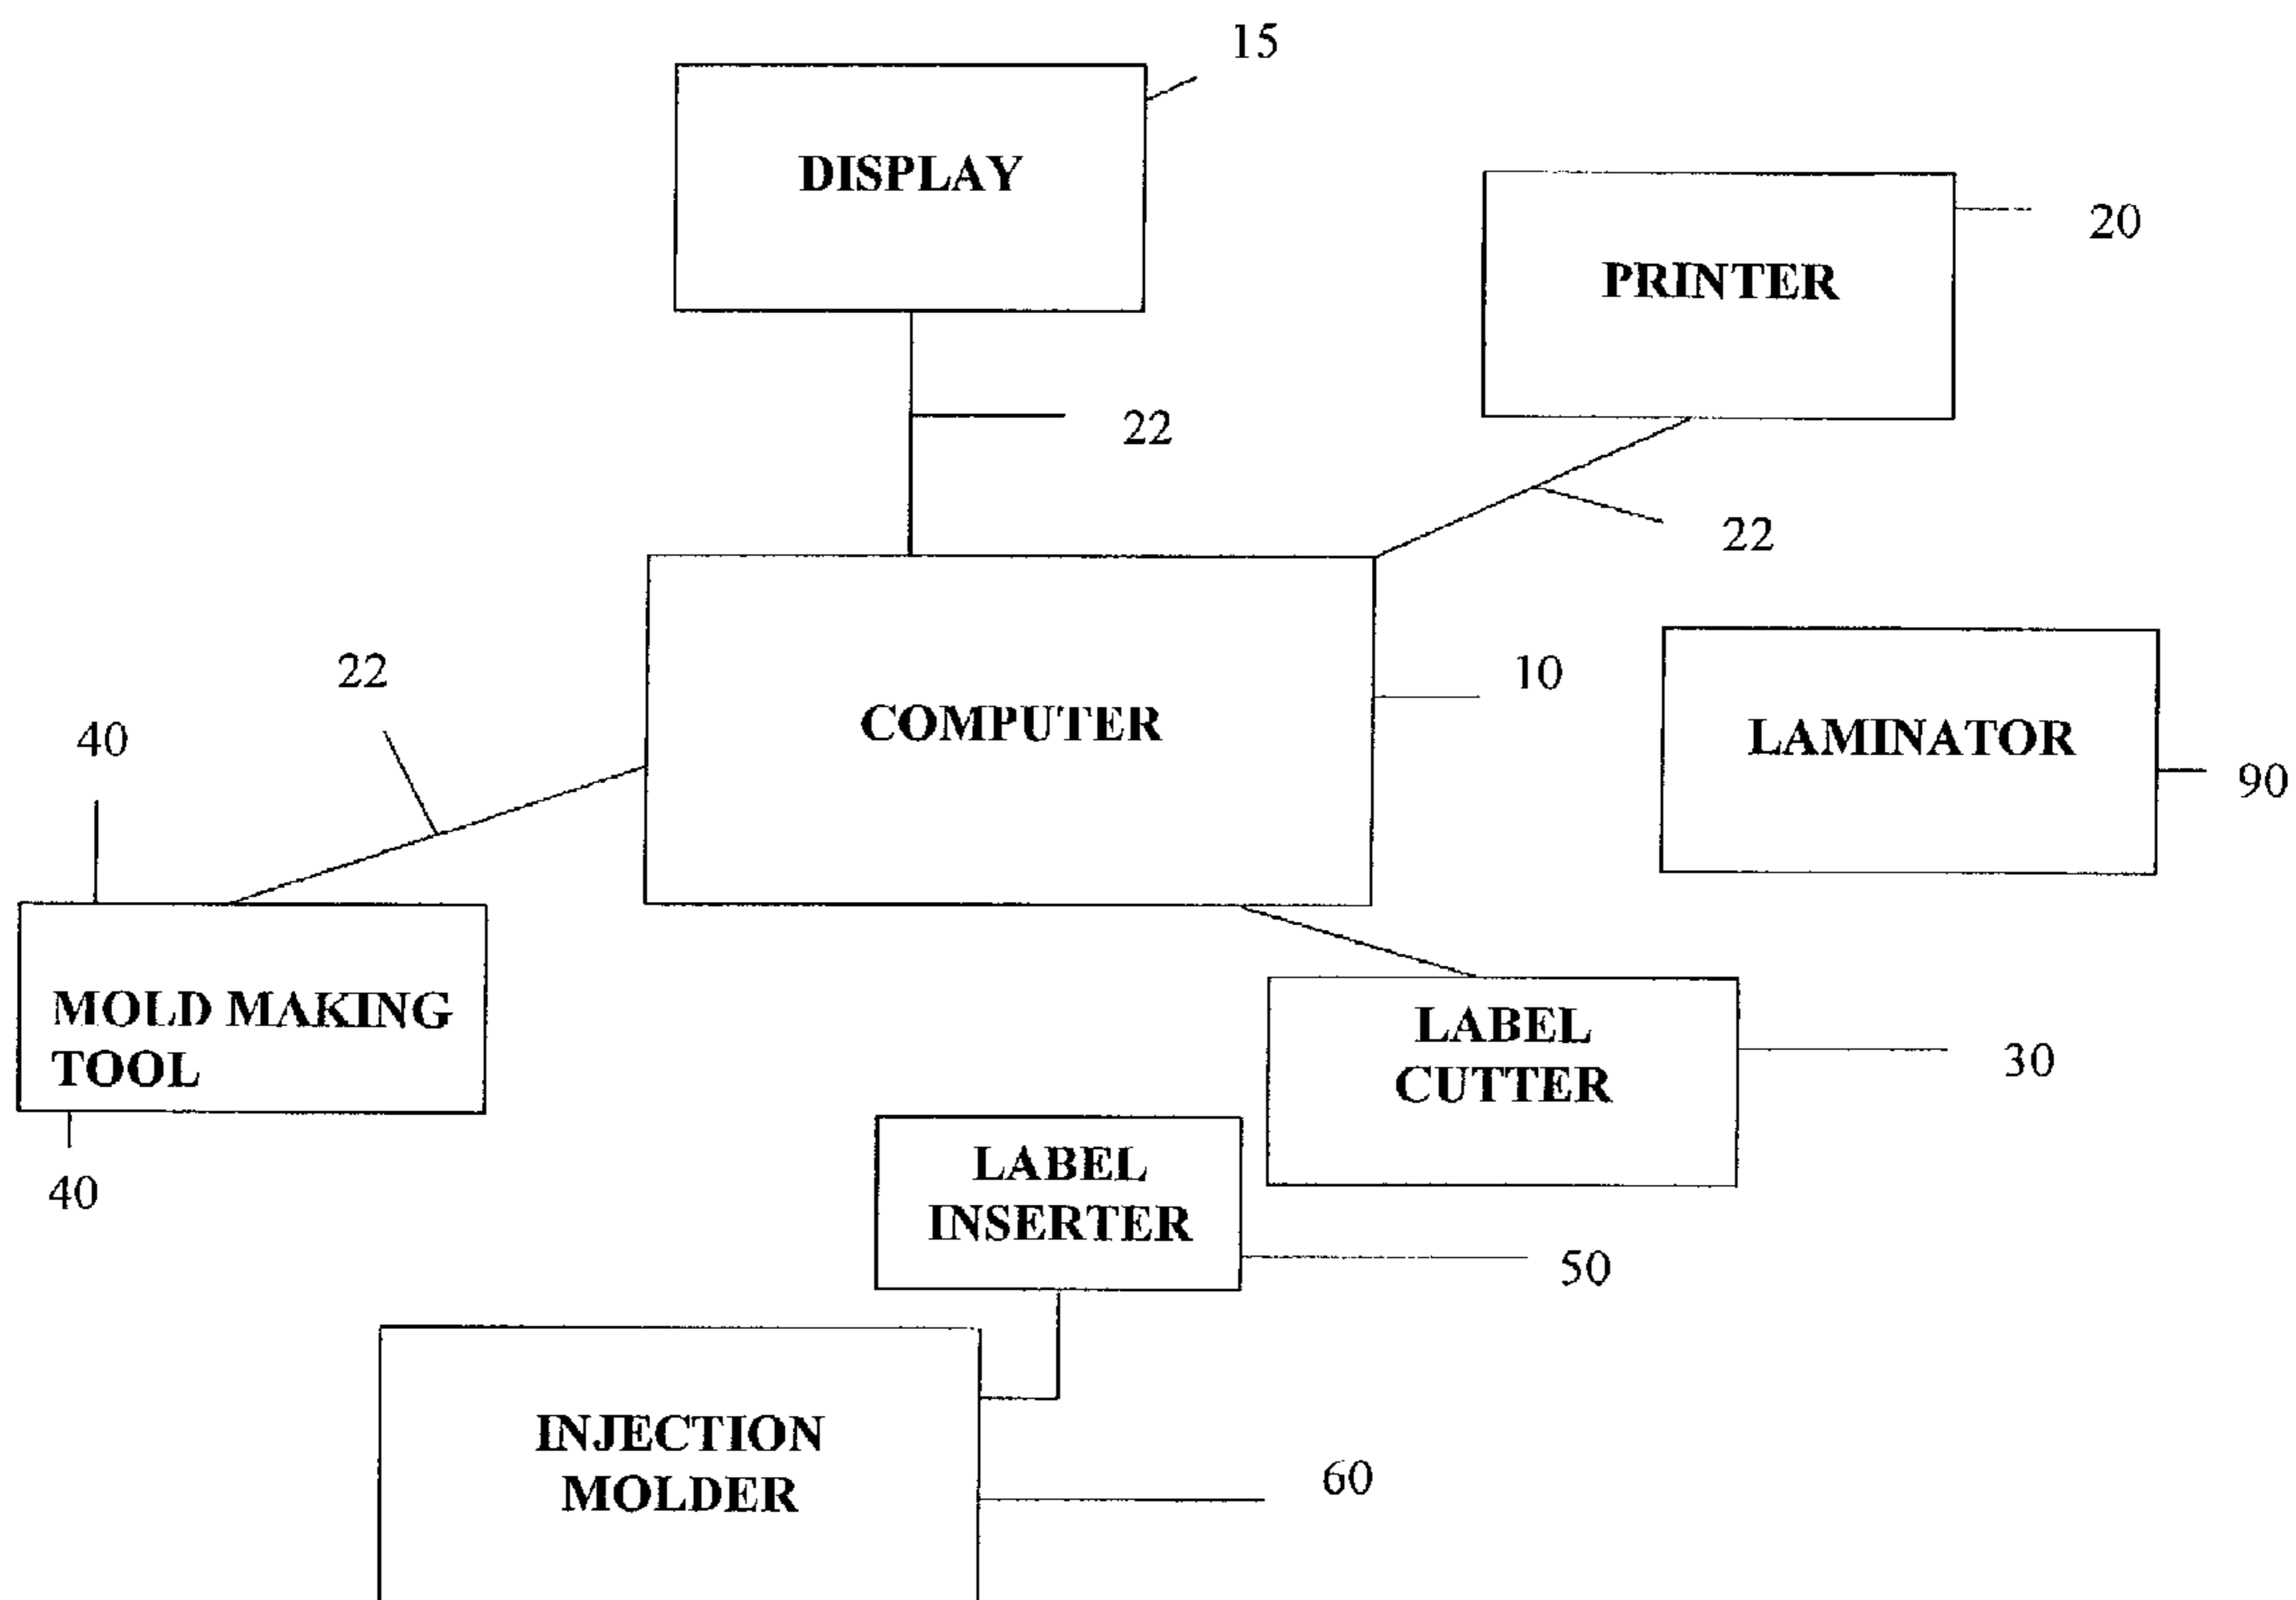 15
DISPLAY
20
PRINTER
22
22
10
22
COMPUTER
LAMINATOR
40
90
MOLD MAKING
TOOL
LABEL
CUTTER
30
40
LABEL
INSERTER
50
INJECTION
MOLDER
60